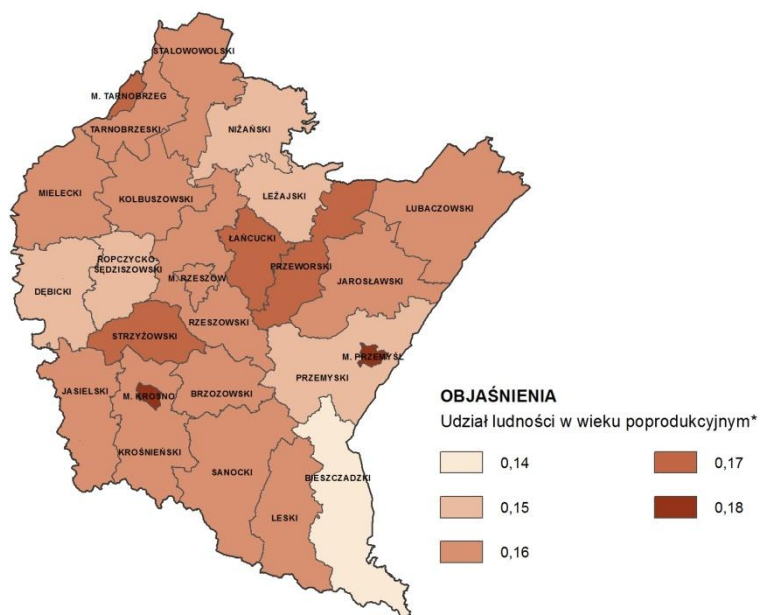 STALOWOWOLSKI
M. TARNOBRZEG
TARNOBRZESKI
NIŻAŃSKI
MIELECKI
KOLBUSZOWSKI
LEŻAJSKI
LUBACZOWSKI
ŁAŃCUCKI
ROPCZYCKO-
SĘDZISZOWSKI
M. RZESZÓW
PRZEWORSKI
JAROSŁAWSKI
DĘBICKI
RZESZOWSKI
STRZYŻOWSKI
M. PRZEMYŚL
PRZEMYSKI
JASIELSKI
M. KROSNO
BRZOZOWSKI
KROŚNIEŃSKI
SANOCKI
LESKI
BIESZCZADZKI
OBJAŚNIENIA
Udział ludności w wieku poprodukcyjnym*
0,14
0,15
0,16
0,17
0,18